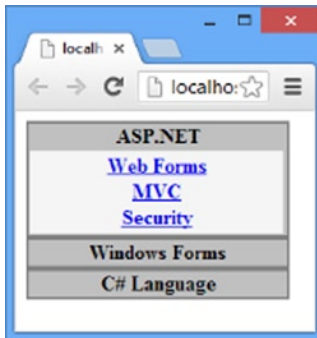 localh
localho:
ASP.NET
Web Forms
MVC
Security
Windows Forms
C# Language